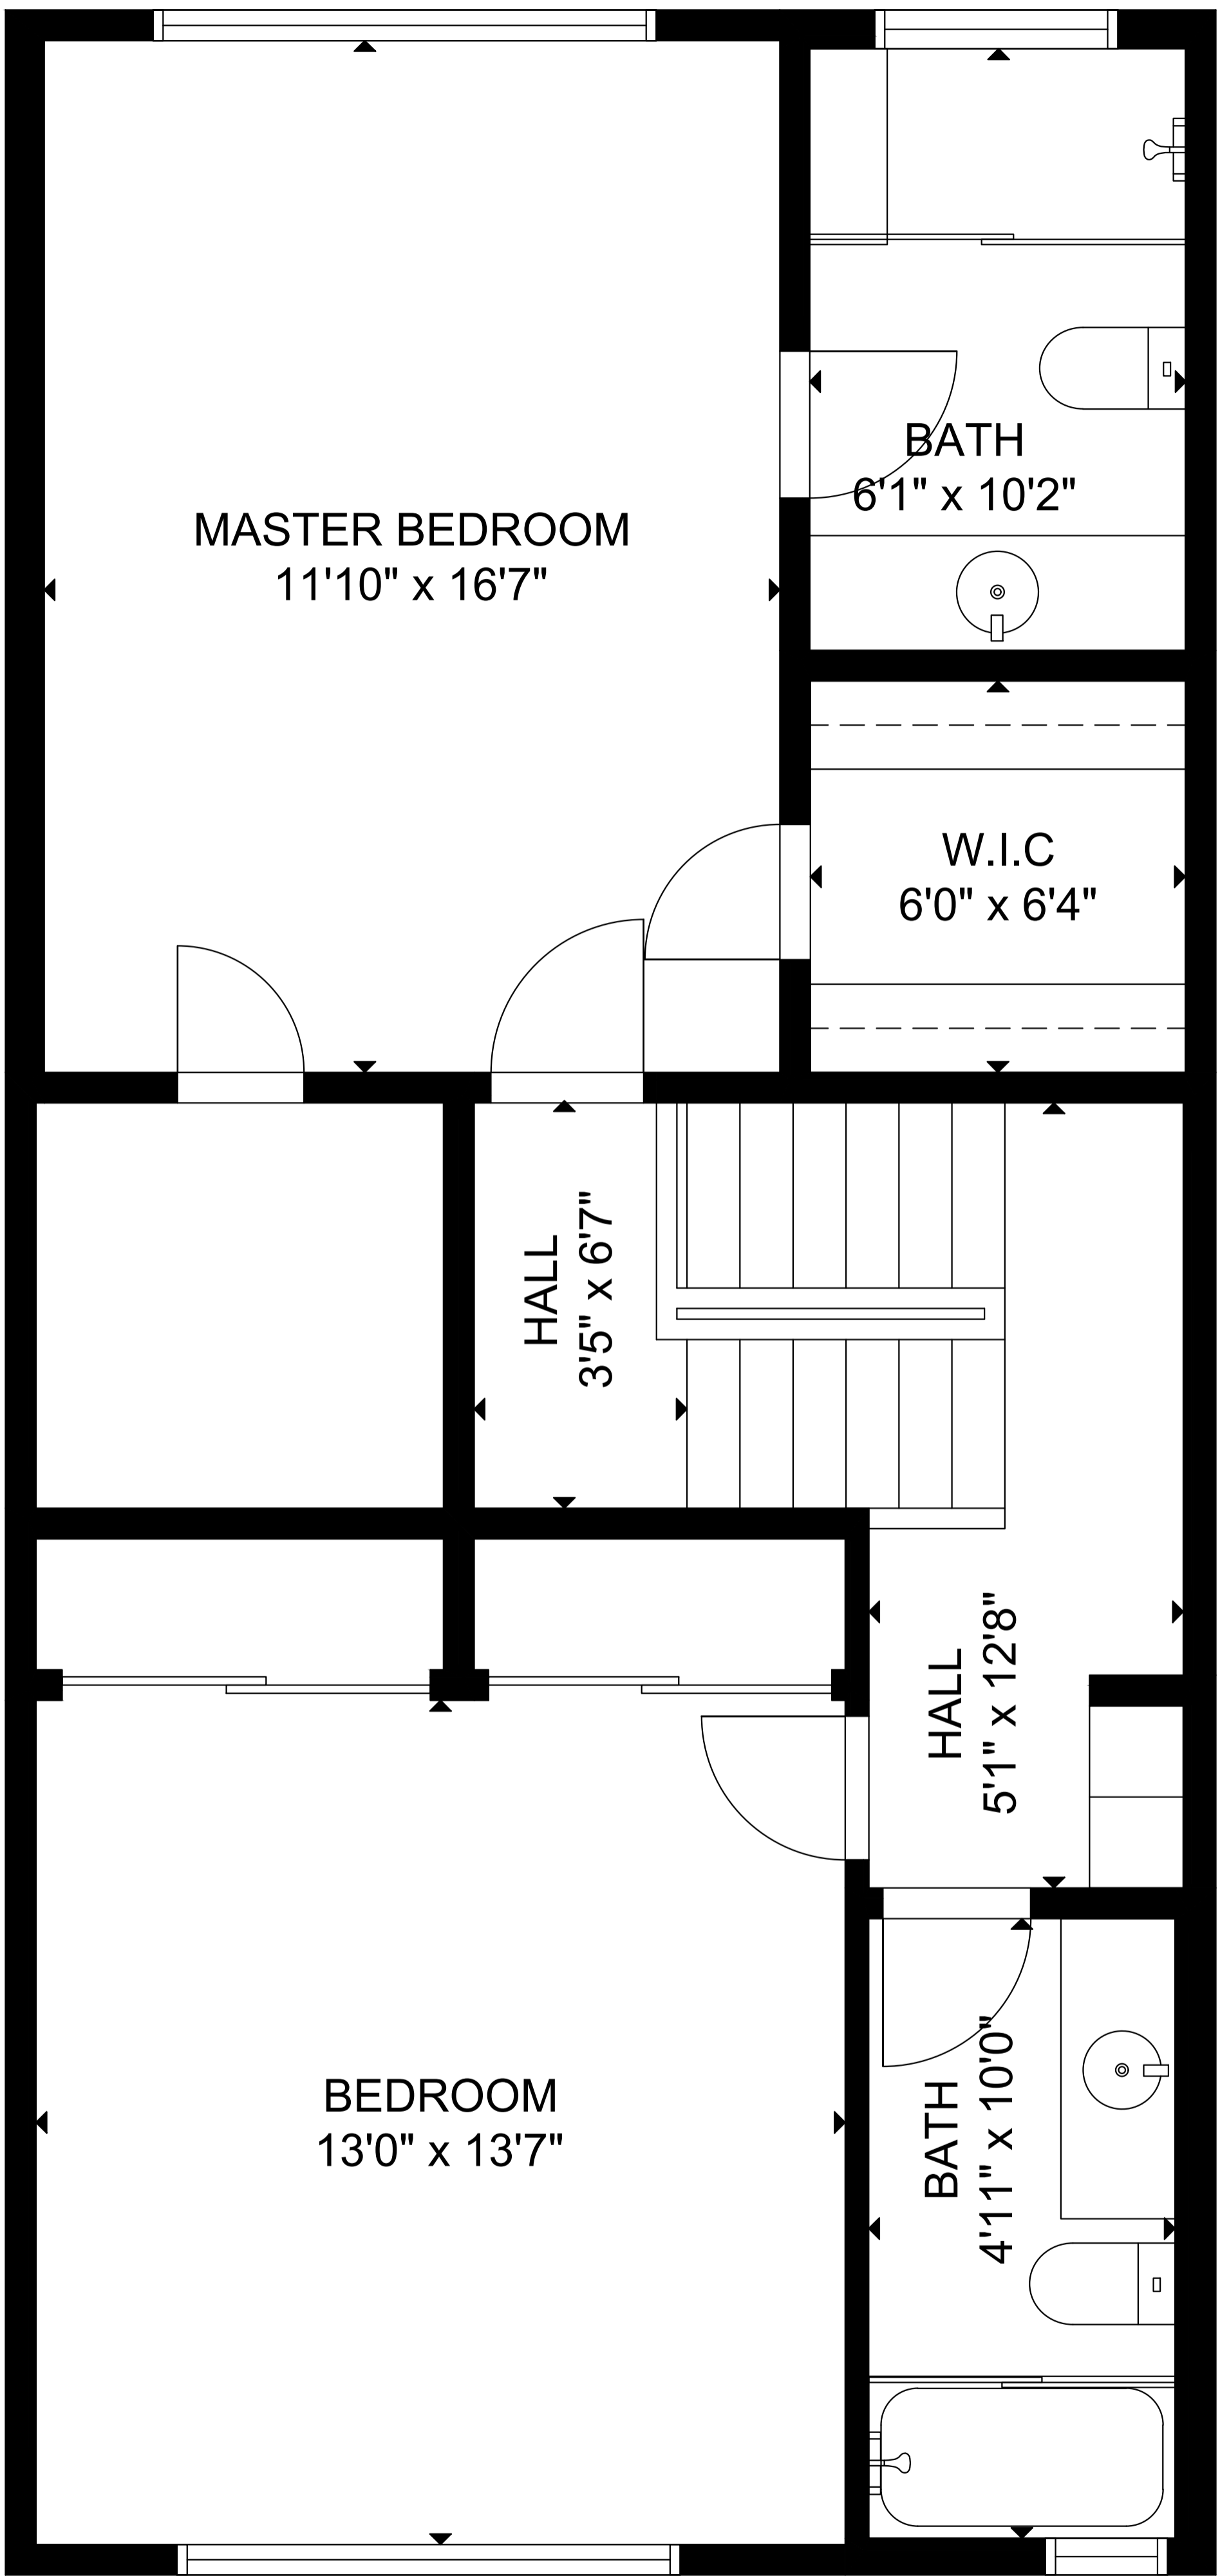 BATH
6'1" x 10'2"
MASTER BEDROOM
11'10" x 16'7"
W.I.C
6'0" x 6'4"
HALL
3'5" x 6'7"
HALL
5'1" x 12'8"
BEDROOM
13'0" x 13'7"
BATH
4'11" x 10'0"